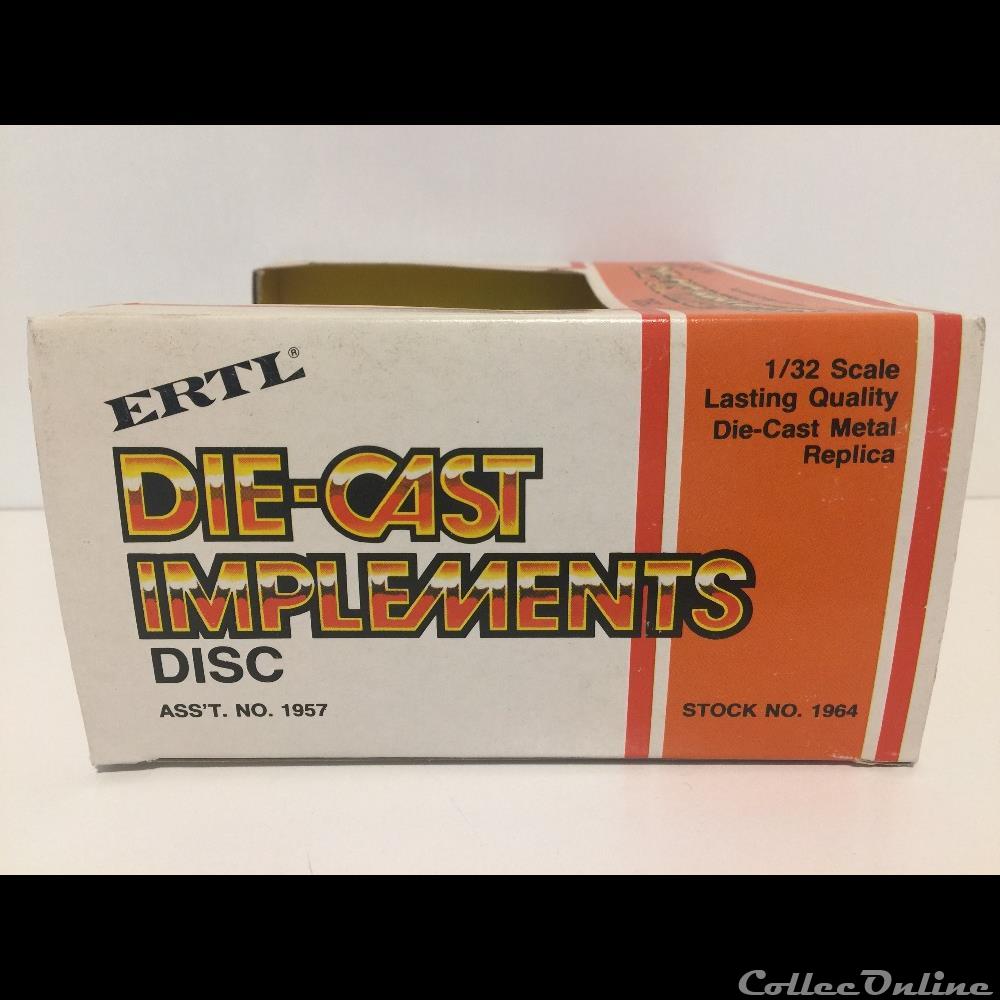 ERTL®
DIE-CAST
IMPLEMENTS
DISC
ASS'T. NO. 1957
1/32 Scale
Lasting Quality
Die-Cast Metal
Replica
STOCK NO. 1964
CollecOnline